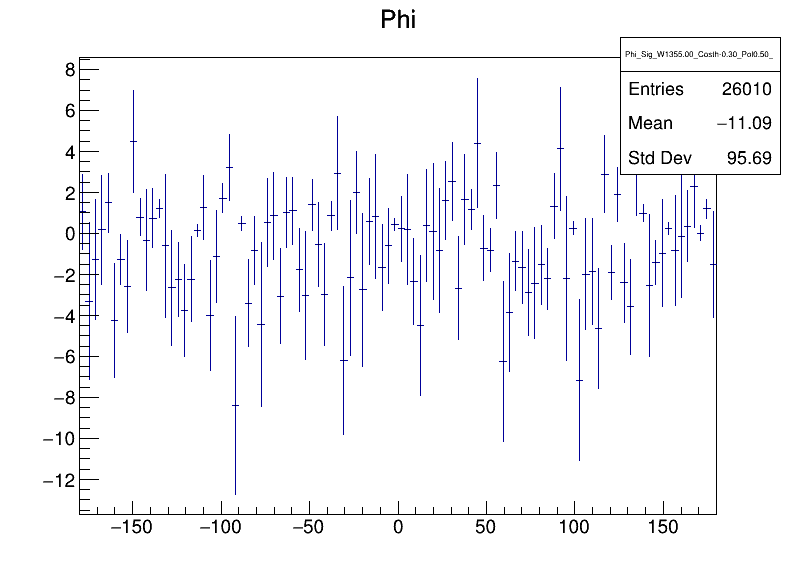 Phi
Phi_Sig_W1355.00_Costh-0.30_Pol0.50_
Entries 26010
Mean −11.09
Std Dev 95.69
8
6
4
2
0
−2
−4
−6
−8
−10
−12
−150 −100 −50 0 50 100 150